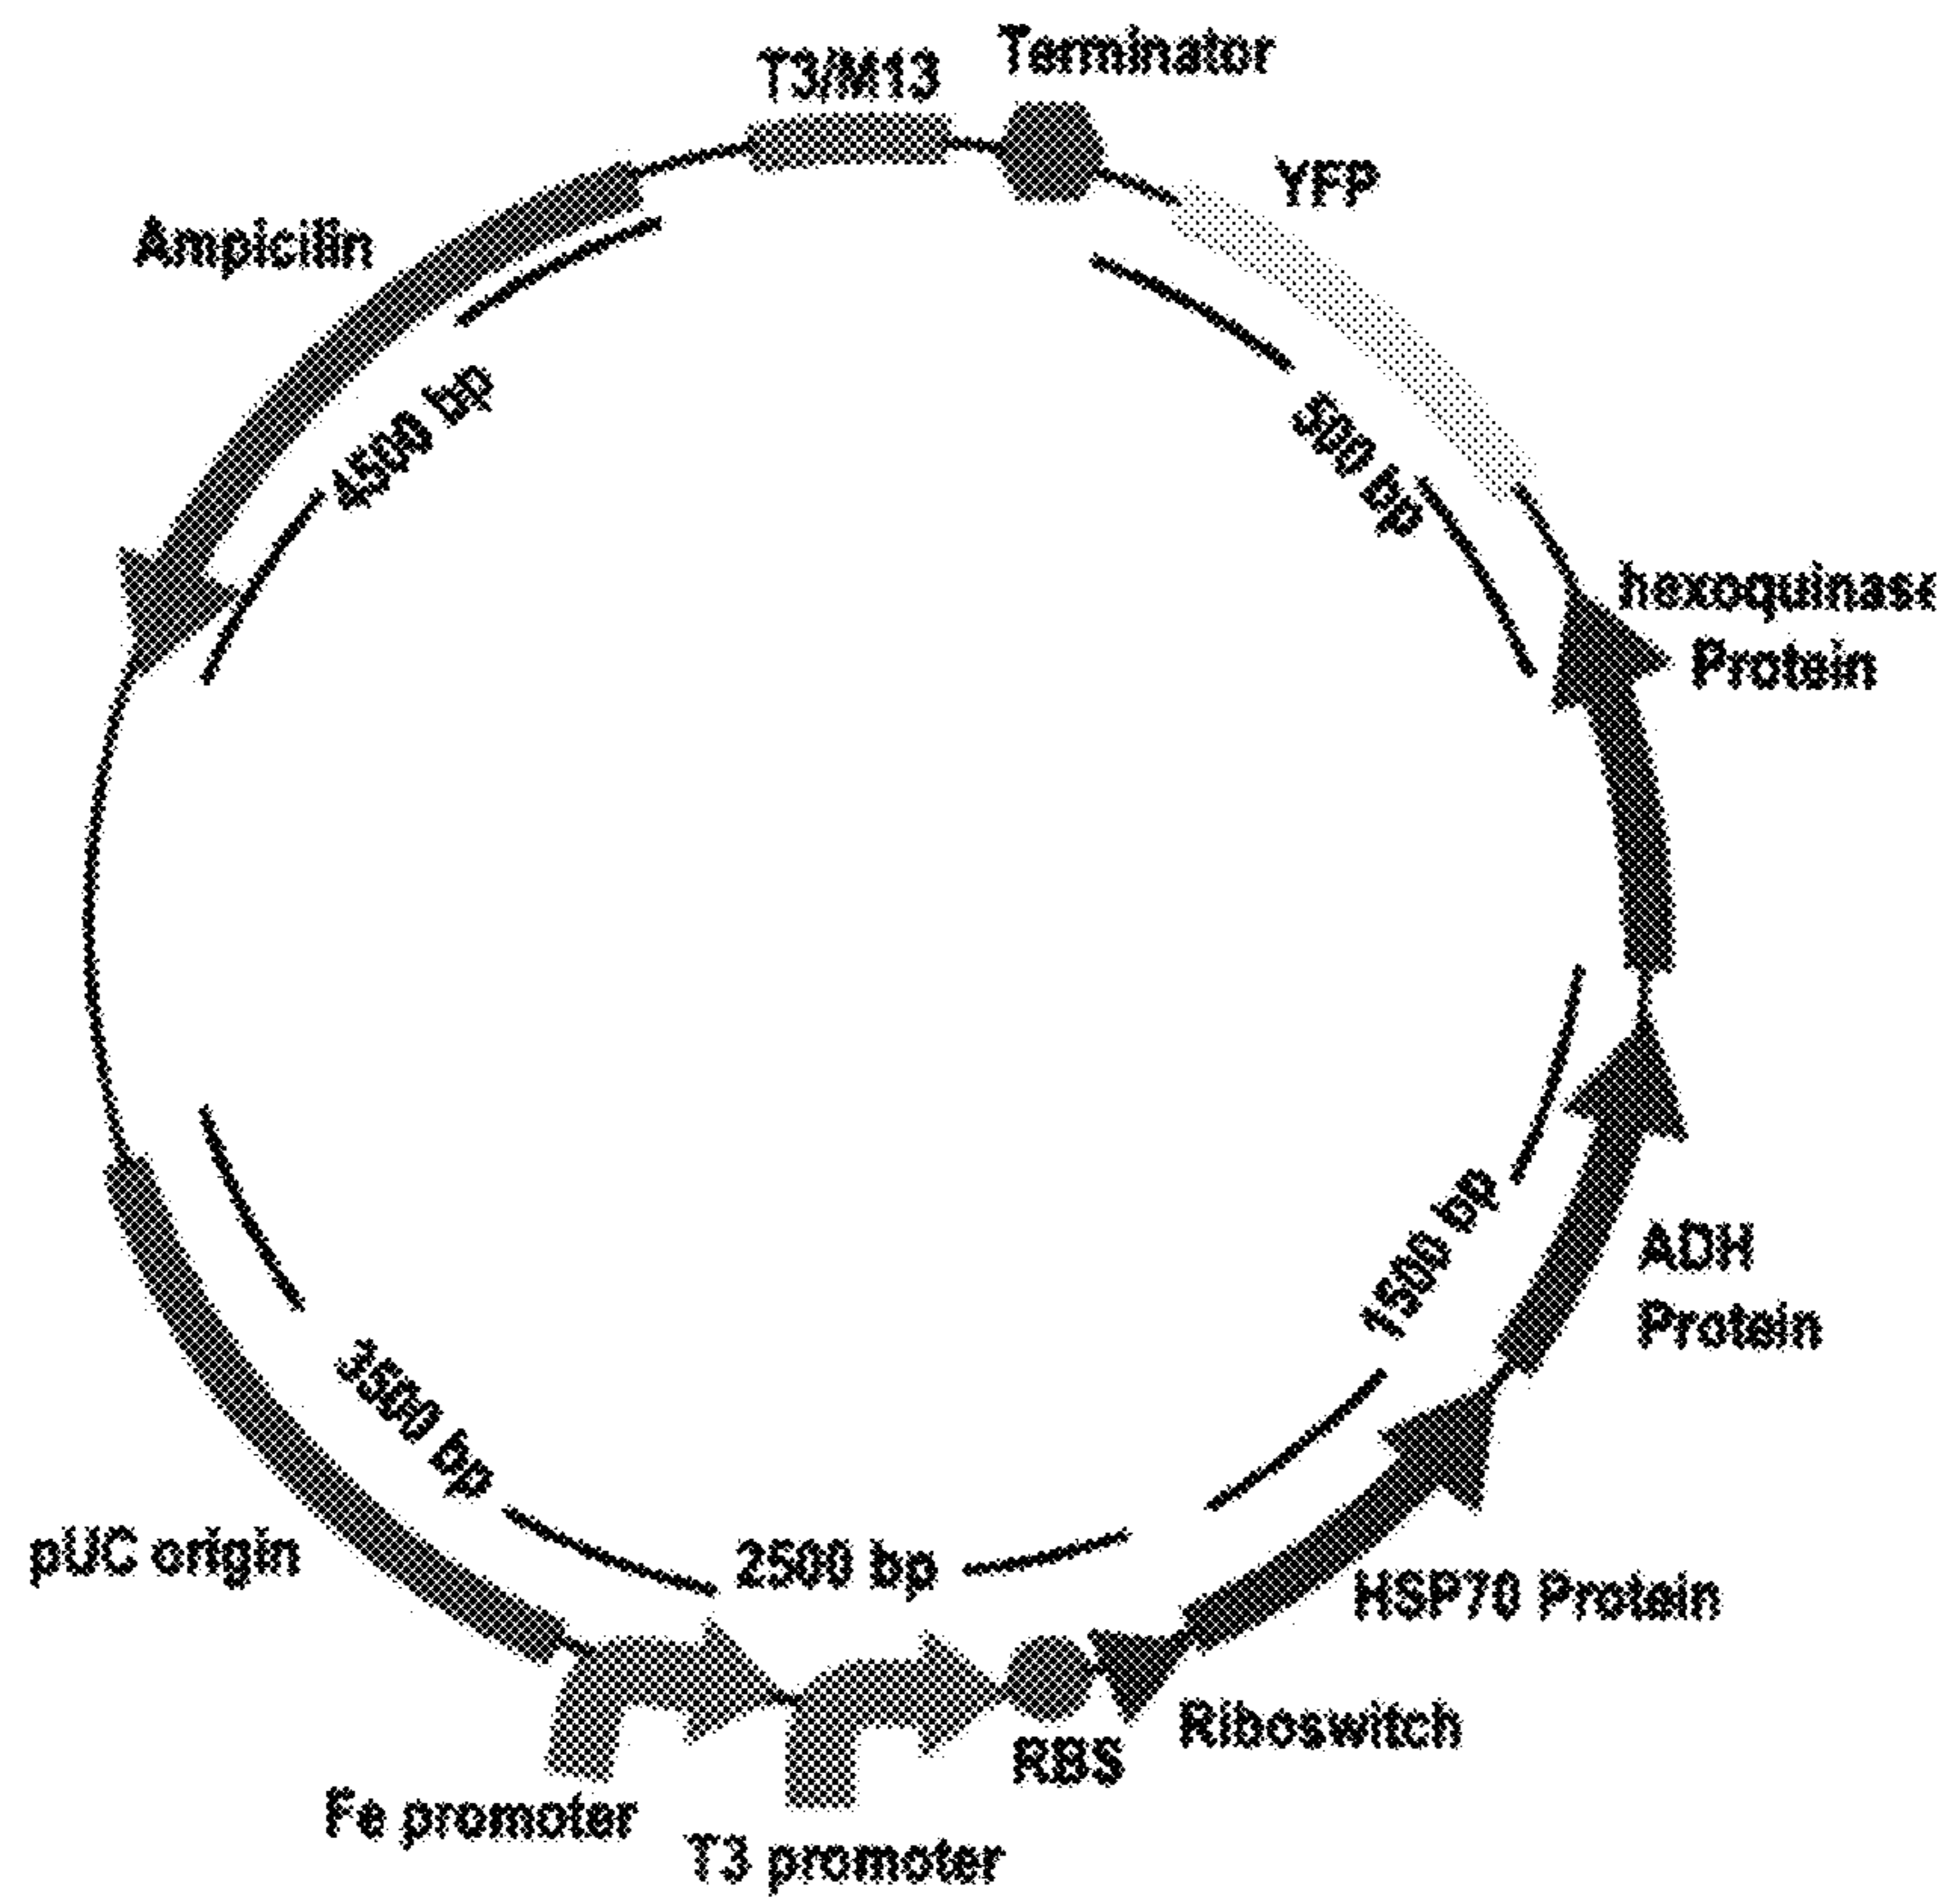 T3/M13
Terminator
YFP
Ampicilin
4500 bp
500 bp
hexoquinase
Protein
ADH
Protein
1500 bp
3500 bp
2500 bp
pUC origin
HSP70 Protein
Riboswitch
RBS
Fe promoter
T3 promoter